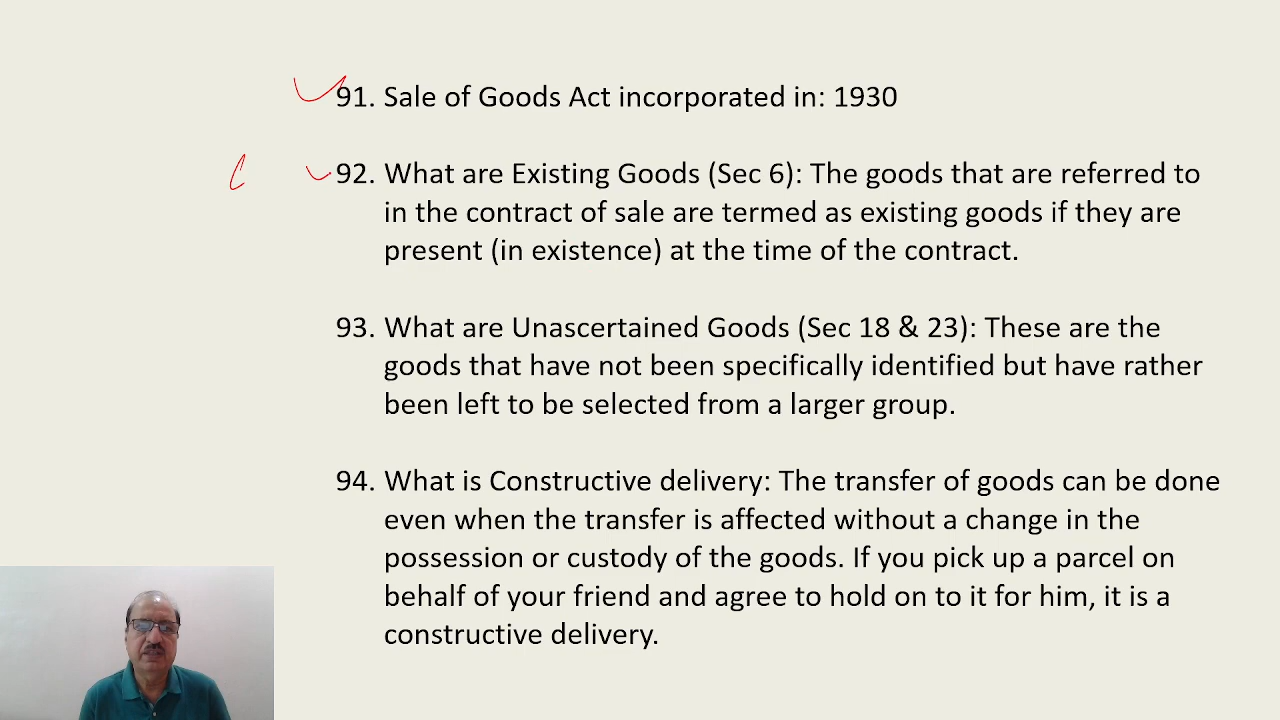 91. Sale of Goods Act incorporated in: 1930
92. What are Existing Goods (Sec 6): The goods that are referred to
in the contract of sale are termed as existing goods if they are
present (in existence) at the time of the contract.
93. What are Unascertained Goods (Sec 18 & 23): These are the
goods that have not been specifically identified but have rather
been left to be selected from a larger group.
94. What is Constructive delivery: The transfer of goods can be done
even when the transfer is affected without a change in the
possession or custody of the goods. If you pick up a parcel on
behalf of your friend and agree to hold on to it for him, it is a
constructive delivery.